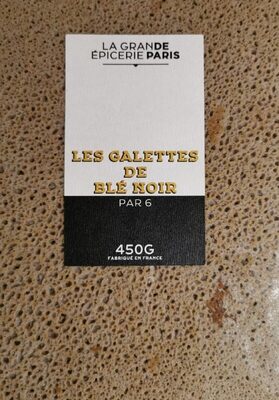 LA GRANDE
ÉPICERIE PARIS
LES GALETTES
DE
BLÉ NOIR
PAR 6
450G
FABRIQUÉ EN FRANCE